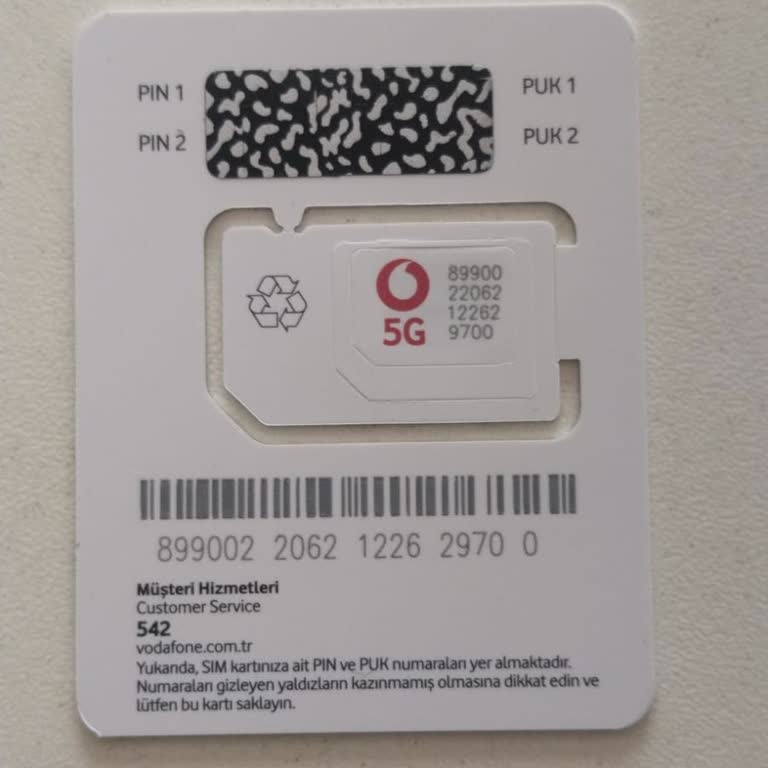 PIN 1
PUK 1
PIN 2
PUK 2
5G
89900
22062
12262
9700
899002 2062 1226 2970 0
Müşteri Hizmetleri
Customer Service
542
vodafone.com.tr
Yukarıda, SIM kartınıza ait PIN ve PUK numaraları yer almaktadır.
Numaraları gizleyen yaldızların kazınmamış olmasına dikkat edin ve
lütfen bu kartı saklayın.